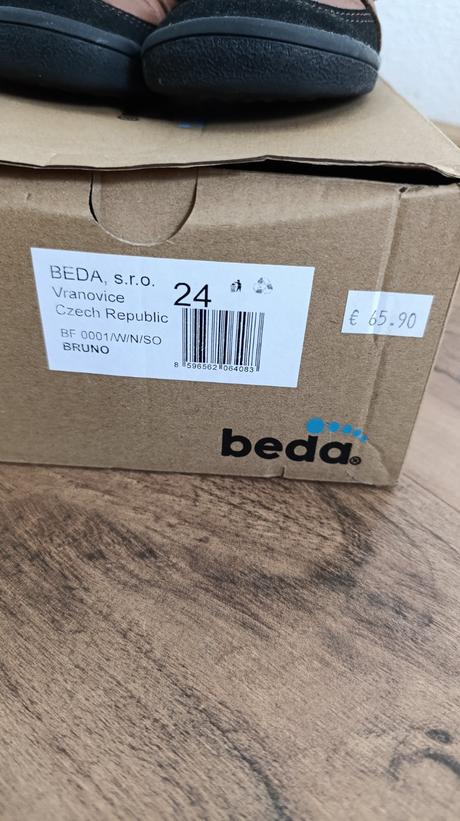 BEDA, s.r.o.
Vranovice
Czech Republic
24
BF 0001/W/N/SO
BRUNO
8 596562 064083
€ 65.90
beda®